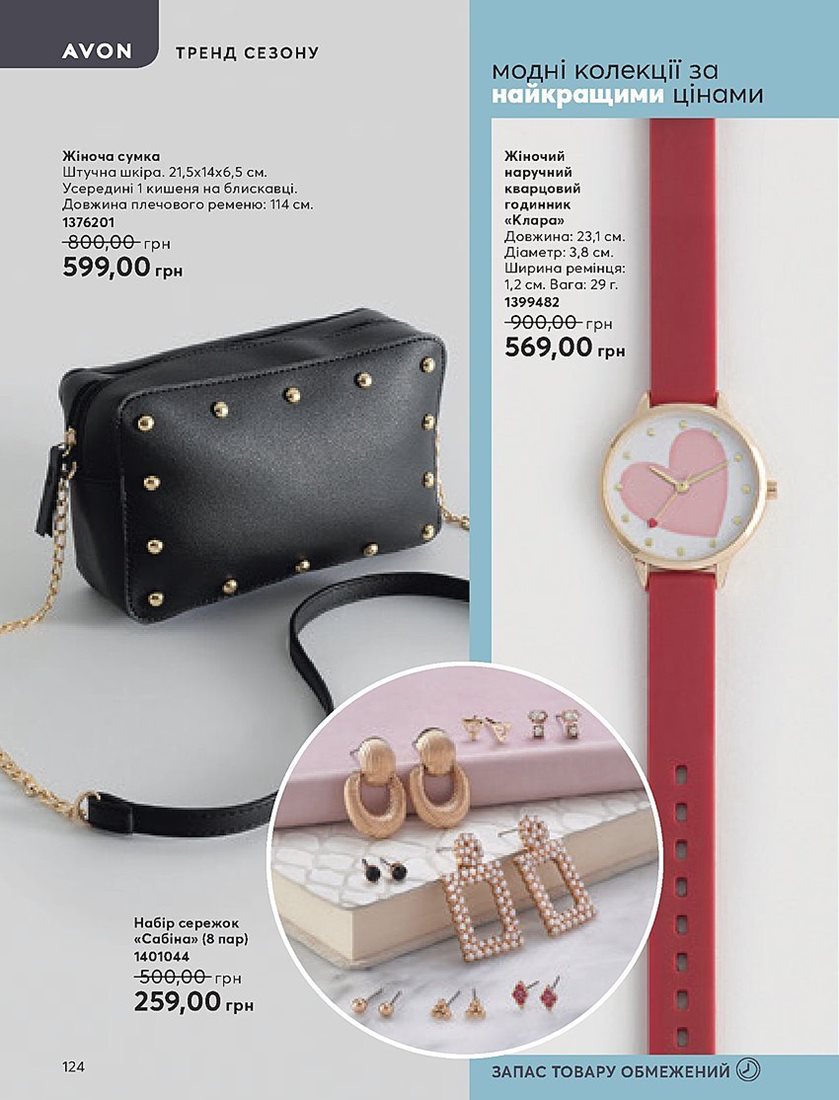 AVON
ТРЕНД СЕЗОНУ
модні колекції за
найкращими цінами
Жіноча сумка
Штучна шкіра. 21,5х14х6,5 см.
Усередині 1 кишеня на блискавці.
Довжина плечового ременю: 114 см.
1376201
800,00 грн
599,00 грн
Жіночий
наручний
кварцовий
годинник
«Клара»
Довжина: 23,1 см.
Діаметр: 3,8 см.
Ширина ремінця:
1,2 см. Вага: 29 г.
1399482
900,00 грн
569,00 грн
Набір сережок
«Сабіна» (8 пар)
1401044
500,00 грн
259,00 грн
124
ЗАПАС ТОВАРУ ОБМЕЖЕНИЙ